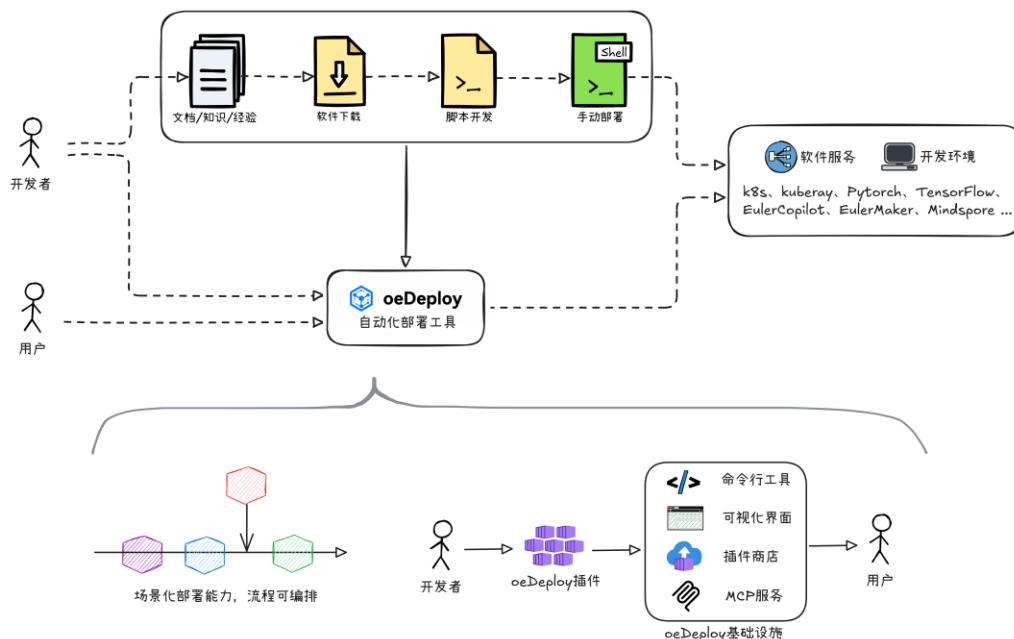 Shell
文档/知识/经验
软件下载
脚本开发
手动部署
开发者
软件服务
开发环境
k8s、kuberay、Pytorch、TensorFlow、
EulerCopilot、EulerMaker、Mindspore ...
oeDeploy
自动化部署工具
用户
场景化部署能力，流程可编排
开发者
oeDeploy插件
命令行工具
可视化界面
插件商店
MCP服务
oeDeploy基础设施
用户